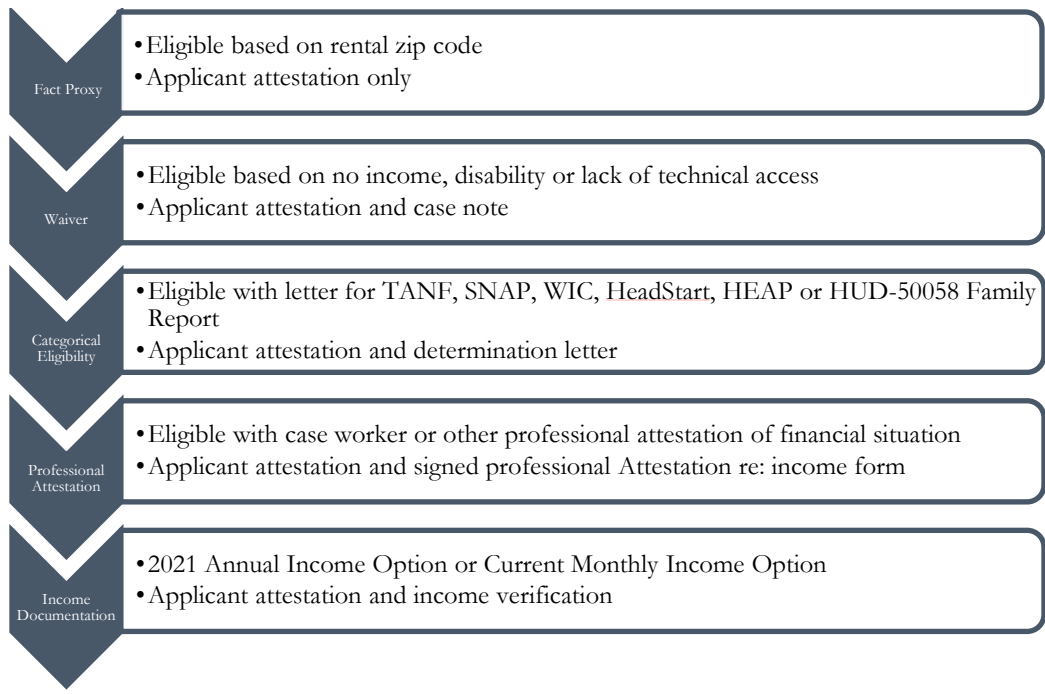 Fact Proxy
•Eligible based on rental zip code
•Applicant attestation only
Waiver
•Eligible based on no income, disability or lack of technical access
•Applicant attestation and case note
Categorical
Eligibility
•Eligible with letter for TANF, SNAP, WIC, HeadStart, HEAP or HUD-50058 Family
Report
•Applicant attestation and determination letter
Professional
Attestation
•Eligible with case worker or other professional attestation of financial situation
•Applicant attestation and signed professional Attestation re: income form
Income
Documentation
•2021 Annual Income Option or Current Monthly Income Option
•Applicant attestation and income verification